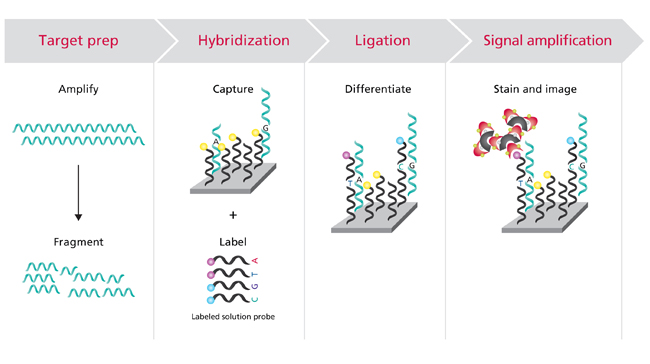 Target prep
Hybridization
Ligation
Signal amplification
Amplify
Fragment
Capture
A
G
+
Label
A
T
G
C
Labeled solution probe
Differentiate
T A
C G
Stain and image
T A
C G